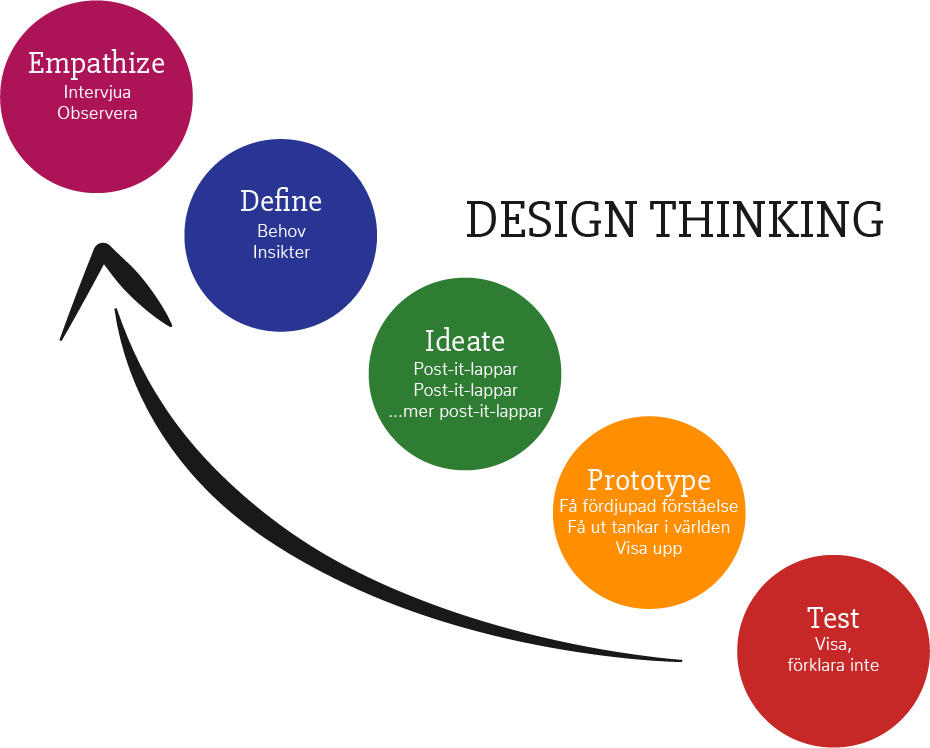 Empathize
Intervjua
Observera
Define
Behov
Insikter
DESIGN THINKING
Ideate
Post-it-lappar
Post-it-lappar
...mer post-it-lappar
Prototype
Få fördjupad förståelse
Få ut tankar i världen
Visa upp
Test
Visa,
förklara inte